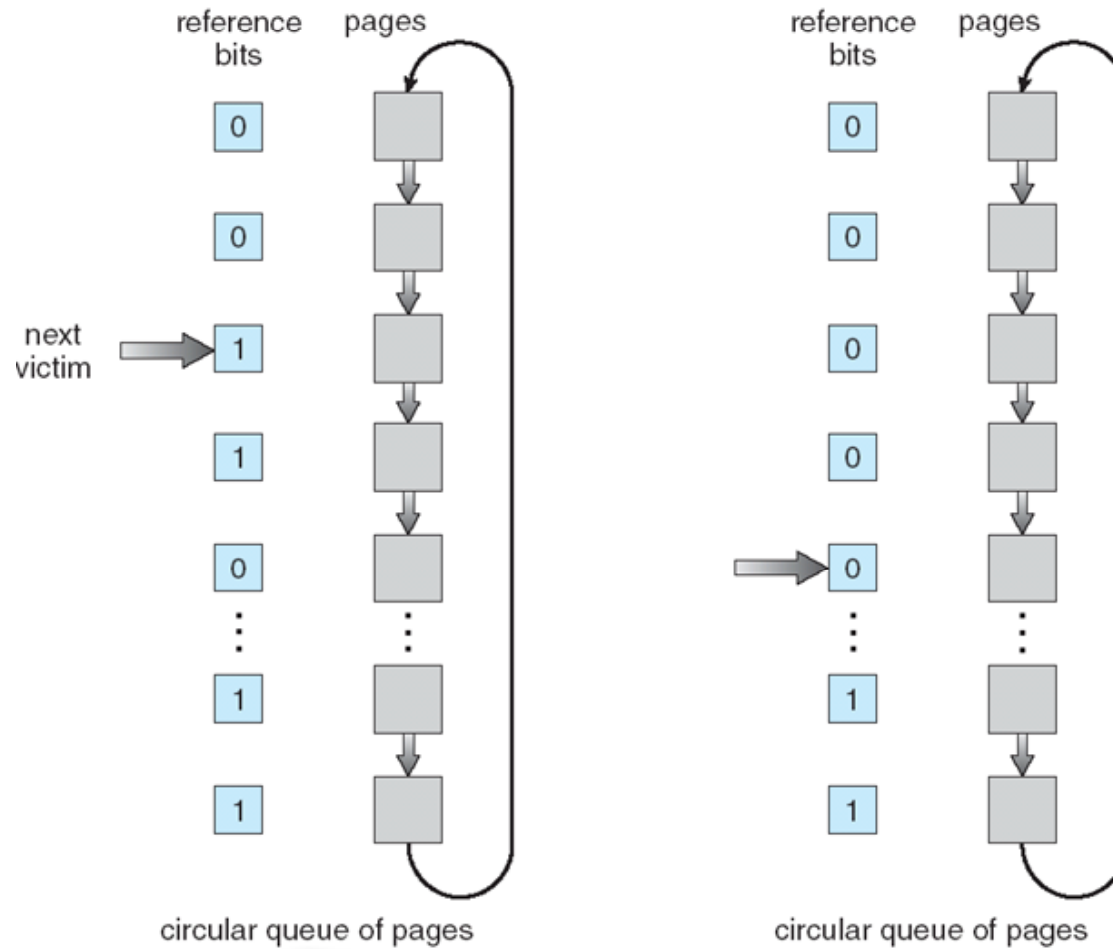 reference pages
bits
0
0
next
victim
1
1
0
1
1
circular queue of pages
reference pages
bits
0
0
0
0
0
1
1
circular queue of pages